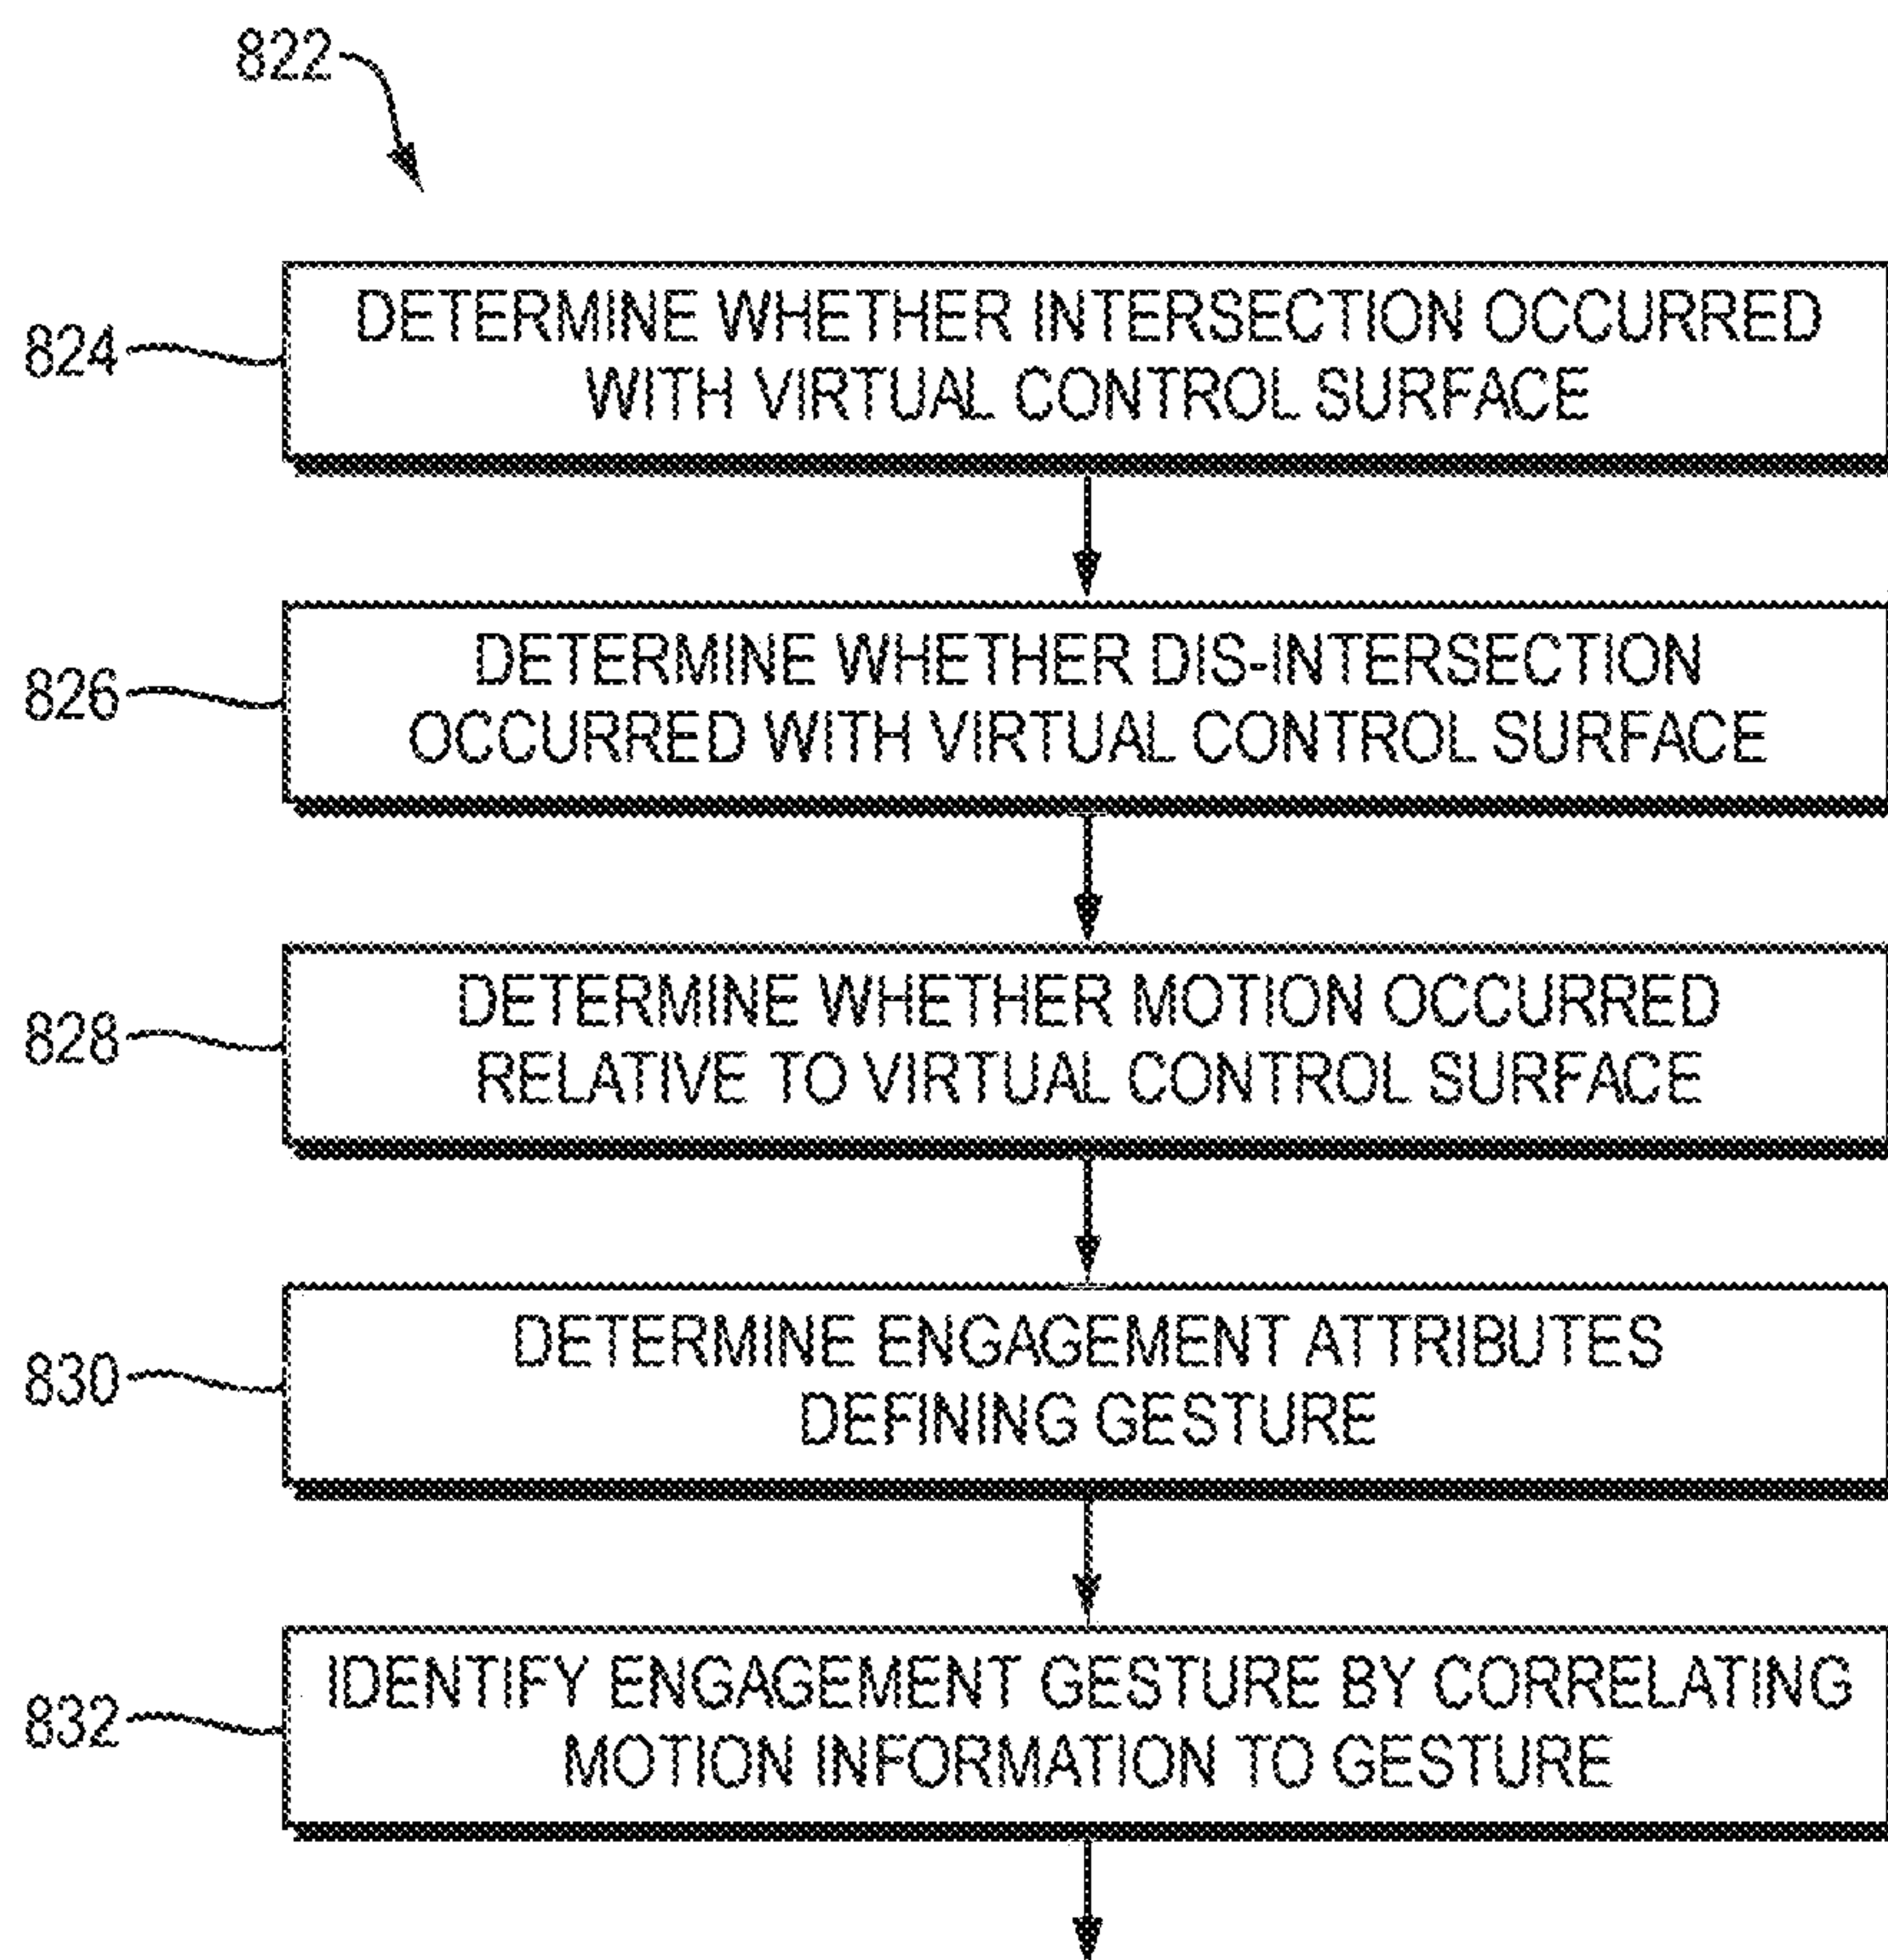 822
824
DETERMINE WHETHER INTERSECTION OCCURRED
WITH VIRTUAL CONTROL SURFACE
826
DETERMINE WHETHER DIS-INTERSECTION
OCCURRED WITH VIRTUAL CONTROL SURFACE
828
DETERMINE WHETHER MOTION OCCURRED
RELATIVE TO VIRTUAL CONTROL SURFACE
830
DETERMINE ENGAGEMENT ATTRIBUTES
DEFINING GESTURE
832
IDENTIFY ENGAGEMENT GESTURE BY CORRELATING
MOTION INFORMATION TO GESTURE